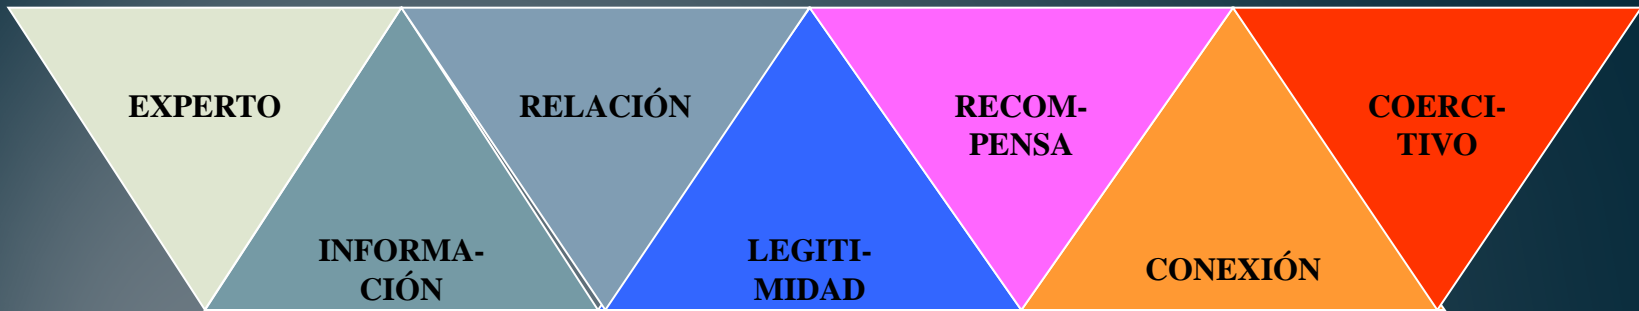 EXPERTO
INFORMA-
CIÓN
RELACIÓN
LEGITI-
MIDAD
RECOM-
PENSA
CONEXIÓN
COERCI-
TIVO